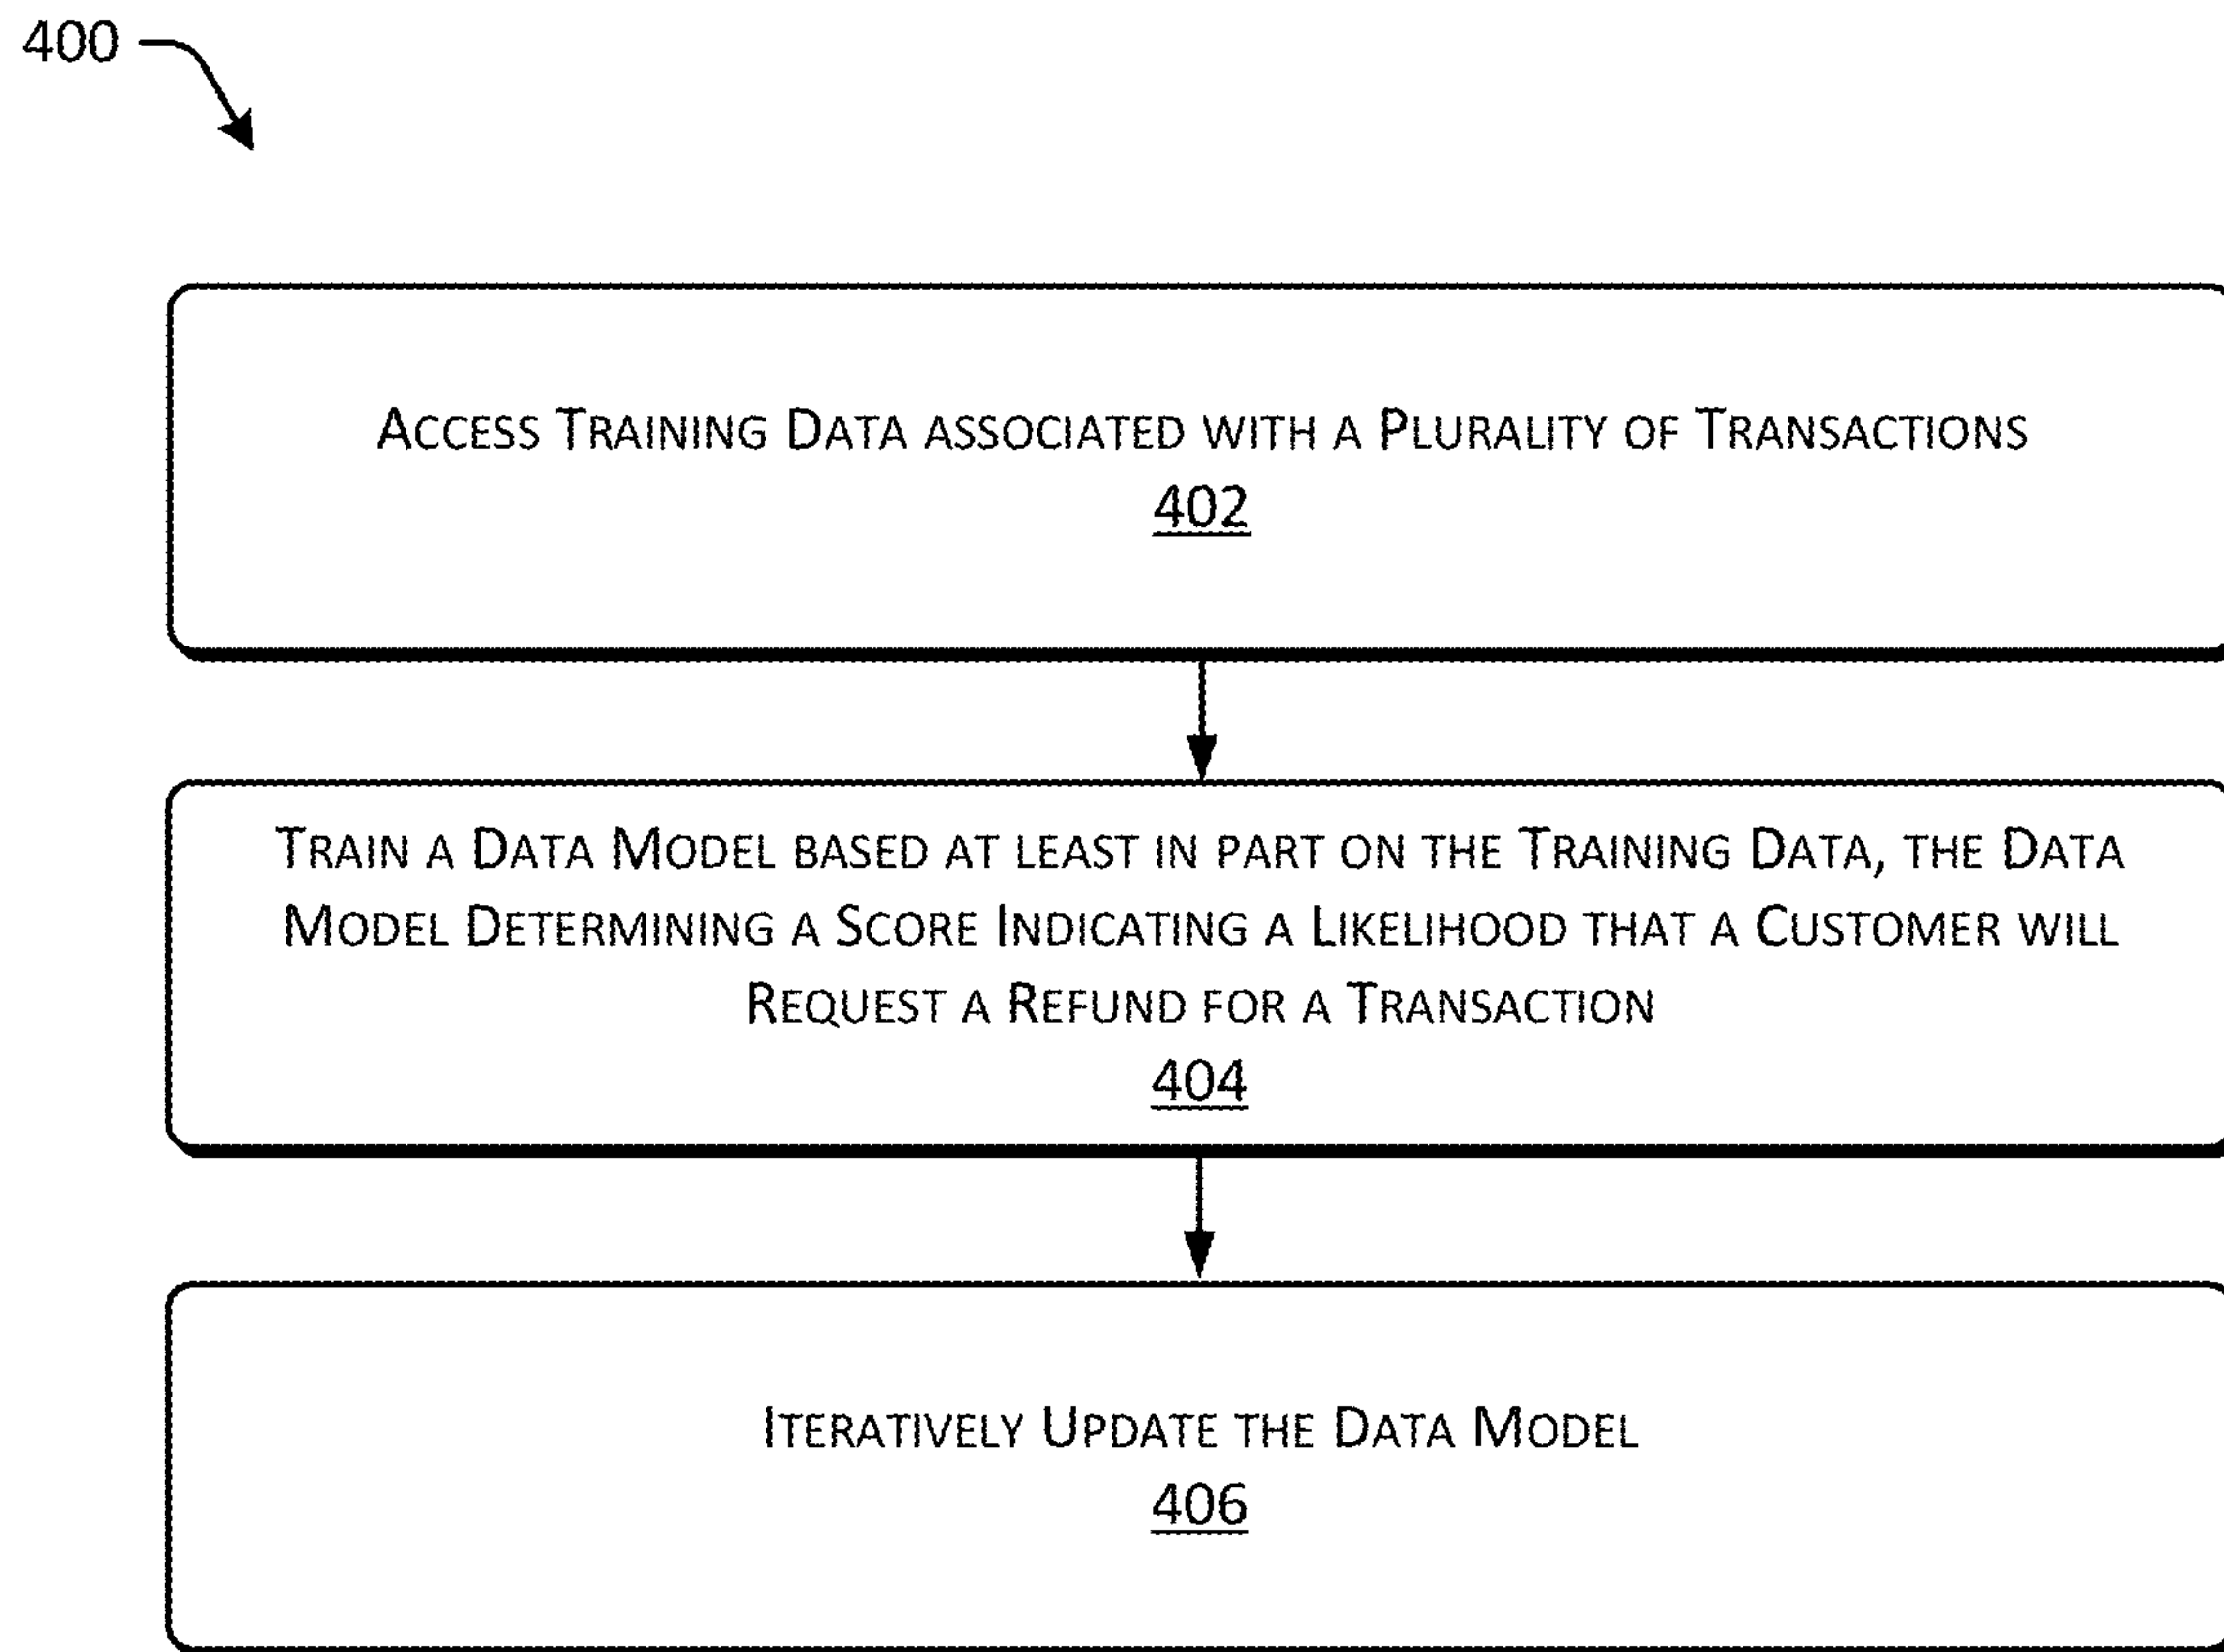 400
Access Training Data associated with a Plurality of Transactions
402
Train a Data Model based at least in part on the Training Data, the Data
Model Determining a Score Indicating a Likelihood that a Customer will
Request a Refund for a Transaction
404
Iteratively Update the Data Model
406